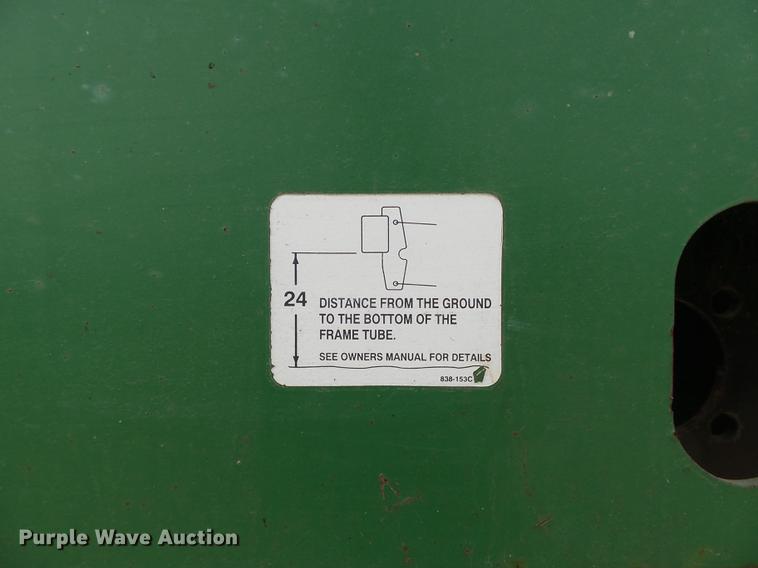 24
DISTANCE FROM THE GROUND
TO THE BOTTOM OF THE
FRAME TUBE.
SEE OWNERS MANUAL FOR DETAILS
838-153C
Purple Wave Auction